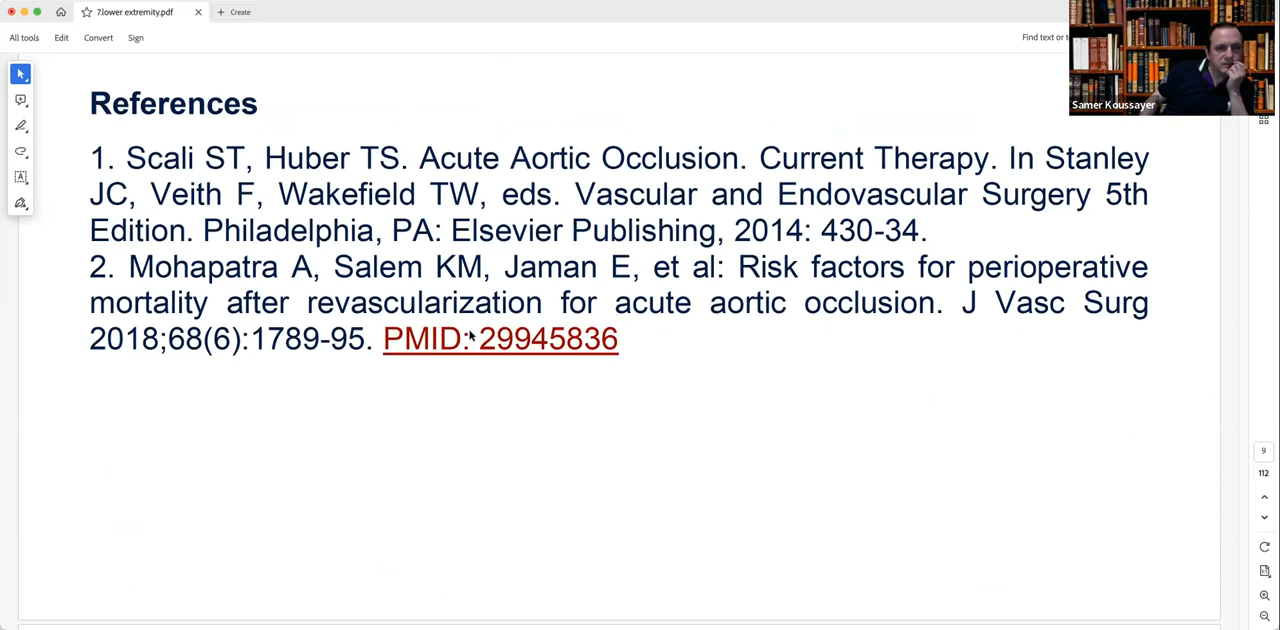 7.lower extremity.pdf
Create
All tools
Edit
Convert
Sign
Find text or t
Samer Koussayer
References
1. Scali ST, Huber TS. Acute Aortic Occlusion. Current Therapy. In Stanley
JC, Veith F, Wakefield TW, eds. Vascular and Endovascular Surgery 5th
Edition. Philadelphia, PA: Elsevier Publishing, 2014: 430-34.
2. Mohapatra A, Salem KM, Jaman E, et al: Risk factors for perioperative
mortality after revascularization for acute aortic occlusion. J Vasc Surg
2018;68(6):1789-95. PMID: 29945836
9
112